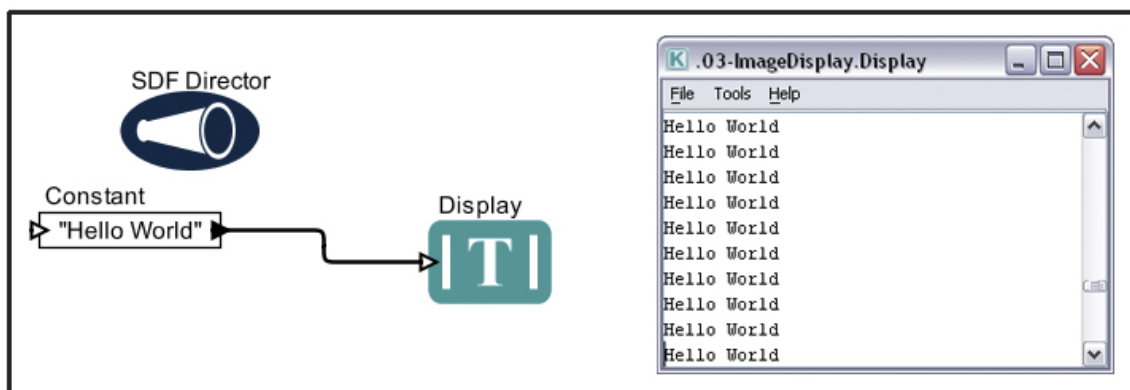 SDF Director
Constant
"Hello World"
Display
T
K .03-ImageDisplay.Display
File Tools Help
Hello World
Hello World
Hello World
Hello World
Hello World
Hello World
Hello World
Hello World
Hello World
Hello World